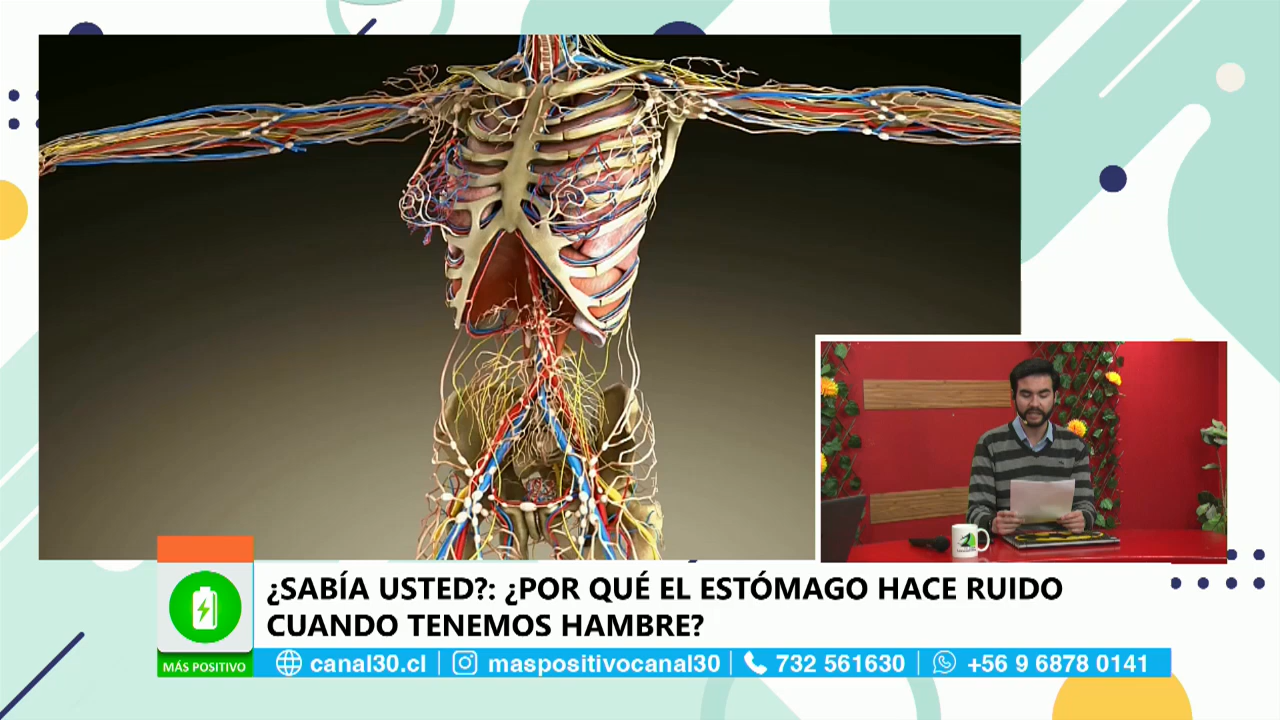 ¿SABÍA USTED?: ¿POR QUÉ EL ESTÓMAGO HACE RUIDO
CUANDO TENEMOS HAMBRE?
MÁS POSITIVO
canal30.cl | maspositivocanal30 | 732 561630 | +56 9 6878 0141